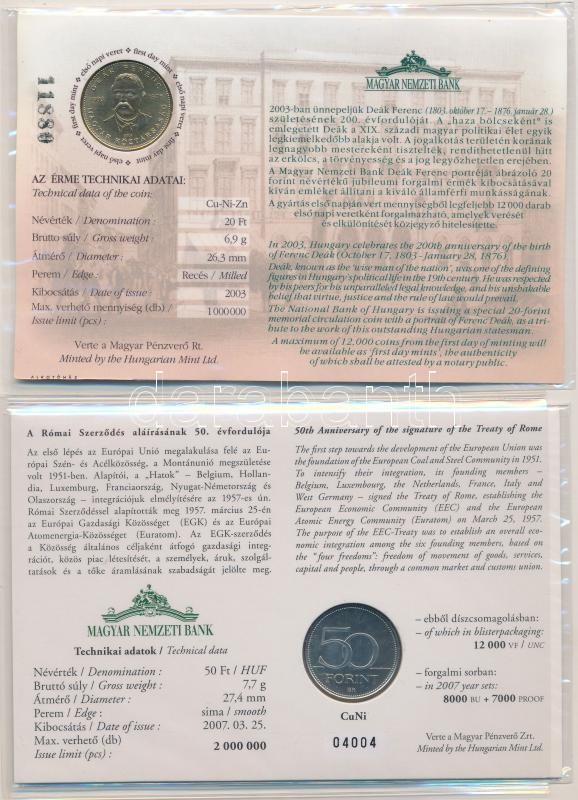 11880
első napi veret ❖ first day mint ❖ első napi veret ❖ first day mint ❖ első napi veret ❖ first day mint
DEÁK FERENC
MAGYAR KÖZTÁRSASÁG
MAGYAR NEMZETI BANK
AZ ÉRME TECHNIKAI ADATAI:
Technical data of the coin:
Cu-Ni-Zn
Névérték / Denomination : 20 Ft
Brutto súly / Gross weight : 6,9 g
Átmérő / Diameter : 26,3 mm
Perem / Edge : Recés / Milled
Kibocsátás / Date of issue : 2003
Max. verhető mennyiség (db) /
Issue limit (pcs) : 1000000
Verte a Magyar Pénzverő Rt.
Minted by the Hungarian Mint Ltd.
ALKOTÓHÁZ
2003-ban ünnepeljük Deák Ferenc (1803. október 17. – 1876. január 28.)
születésének 200. évfordulóját. A „haza bölcseként" is
emlegetett Deák a XIX. századi magyar politikai élet egyik
legkiemelkedőbb alakja volt. A jogalkotás területén korának
legnagyobb mestereként tisztelték, rendíthetetlenül hitt
az erkölcs, a törvényesség és a jog legyőzhetetlen erejében.
A Magyar Nemzeti Bank Deák Ferenc portréját ábrázoló 20
forint névértékű jubileumi forgalmi érmék kibocsátásával
kíván emléket állítani a kiváló államférfi munkásságának.
A gyártás első napján vert mennyiségből legfeljebb 12 000 darab
első napi veretként forgalmazható, amelyek verését
és elkülönítését közjegyző hitelesítette.
In 2003, Hungary celebrates the 200th anniversary of the birth
of Ferenc Deák (October 17, 1803 - January 28, 1876).
Deák, known as the 'wise man of the nation', was one of the defining
figures in Hungary's political life in the 19th century. He was respected
by his peers for his unparalleled legal knowledge, and his unshakable
belief that virtue, justice and the rule of law would prevail.
The National Bank of Hungary is issuing a special 20-forint
memorial circulation coin with a portrait of Ferenc Deák, as a tri-
bute to the work of this outstanding Hungarian statesman.
A maximum of 12,000 coins from the first day of minting will
be available as 'first day mints', the authenticity
of which shall be attested by a notary public.
darabanth
A Római Szerződés aláírásának 50. évfordulója
Az első lépés az Európai Unió megalakulása felé az Eu-
rópai Szén- és Acélközösség, a Montánunió megszületése
volt 1951-ben. Alapítói, a „Hatok" – Belgium, Hollan-
dia, Luxemburg, Franciaország, Nyugat-Németország és
Olaszország – integrációjuk elmélyítésére az 1957-es ún.
Római Szerződéssel alapították meg 1957. március 25-én
az Európai Gazdasági Közösséget (EGK) és az Európai
Atomenergia-Közösséget (Euratom). Az EGK-szerződés
a Közösség általános céljaként átfogó gazdasági integ-
rációt, közös piac létesítését, a személyek, áruk, szolgál-
tatások és a tőke áramlásának szabadságát jelölte meg.
50th Anniversary of the signature of the Treaty of Rome
The first step towards the development of the European Union was
the foundation of the European Coal and Steel Community in 1951.
To intensify their integration, its founding members –
Belgium, Luxembourg, the Netherlands, France, Italy and
West Germany – signed the Treaty of Rome, establishing the
European Economic Community (EEC) and the European
Atomic Energy Community (Euratom) on March 25, 1957.
The purpose of the EEC-Treaty was to establish an overall eco-
nomic integration among the six founding members, based
on the "four freedoms": freedom of movement of goods, services,
capital and people, through a common market and customs union.
MAGYAR NEMZETI BANK
Technikai adatok / Technical data
Névérték / Denomination : 50 Ft / HUF
Bruttó súly / Gross weight : 7,7 g
Átmérő / Diameter : 27,4 mm
Perem / Edge : sima / smooth
Kibocsátás / Date of issue : 2007. 03. 25.
Max. verhető (db)
Issue limit (pcs) : 2 000 000
50
FORINT
BP.
CuNi
04004
– ebből díszcsomagolásban:
– of which in blisterpackaging:
12 000 VF / UNC
– forgalmi sorban:
– in 2007 year sets:
8000 BU + 7000 PROOF
Verte a Magyar Pénzverő Zrt.
Minted by the Hungarian Mint Ltd.